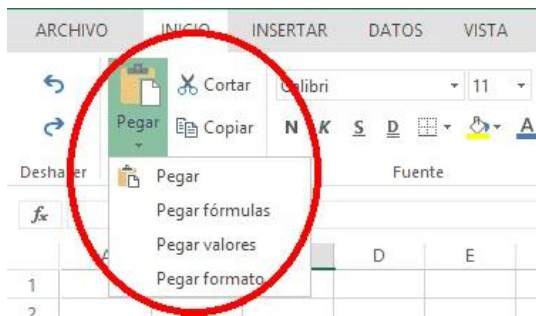 ARCHIVO INICIO INSERTAR DATOS VISTA
Cortar Calibri 11
Pegar Copiar N K S D A
Deshacer Fuente
Pegar
fx
Pegar fórmulas
Pegar valores
A D E
Pegar formato
1
2